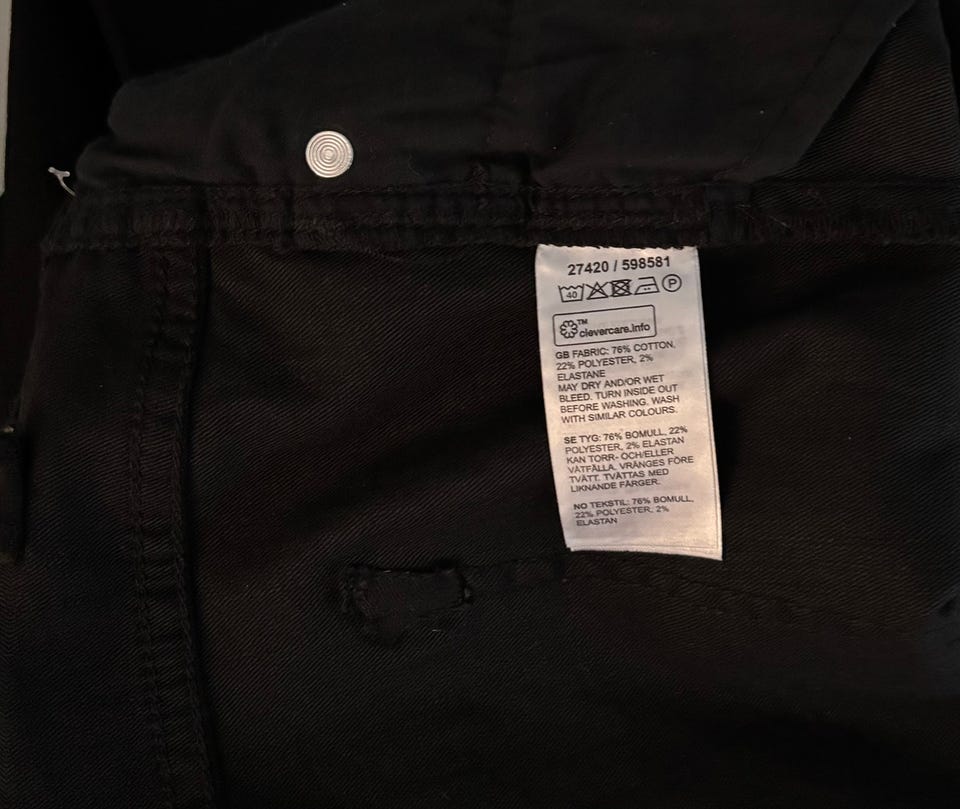 27420 / 598581
40 P
TM
clevercare.info
GB FABRIC: 76% COTTON,
22% POLYESTER, 2%
ELASTANE
MAY DRY AND/OR WET
BLEED. TURN INSIDE OUT
BEFORE WASHING. WASH
WITH SIMILAR COLOURS.
SE TYG: 76% BOMULL, 22%
POLYESTER, 2% ELASTAN
KAN TORR- OCH/ELLER
VÅTFÄLLA. VRÄNGES FÖRE
TVÄTT. TVÄTTAS MED
LIKNANDE FÄRGER.
NO TEKSTIL: 76% BOMULL,
22% POLYESTER, 2%
ELASTAN